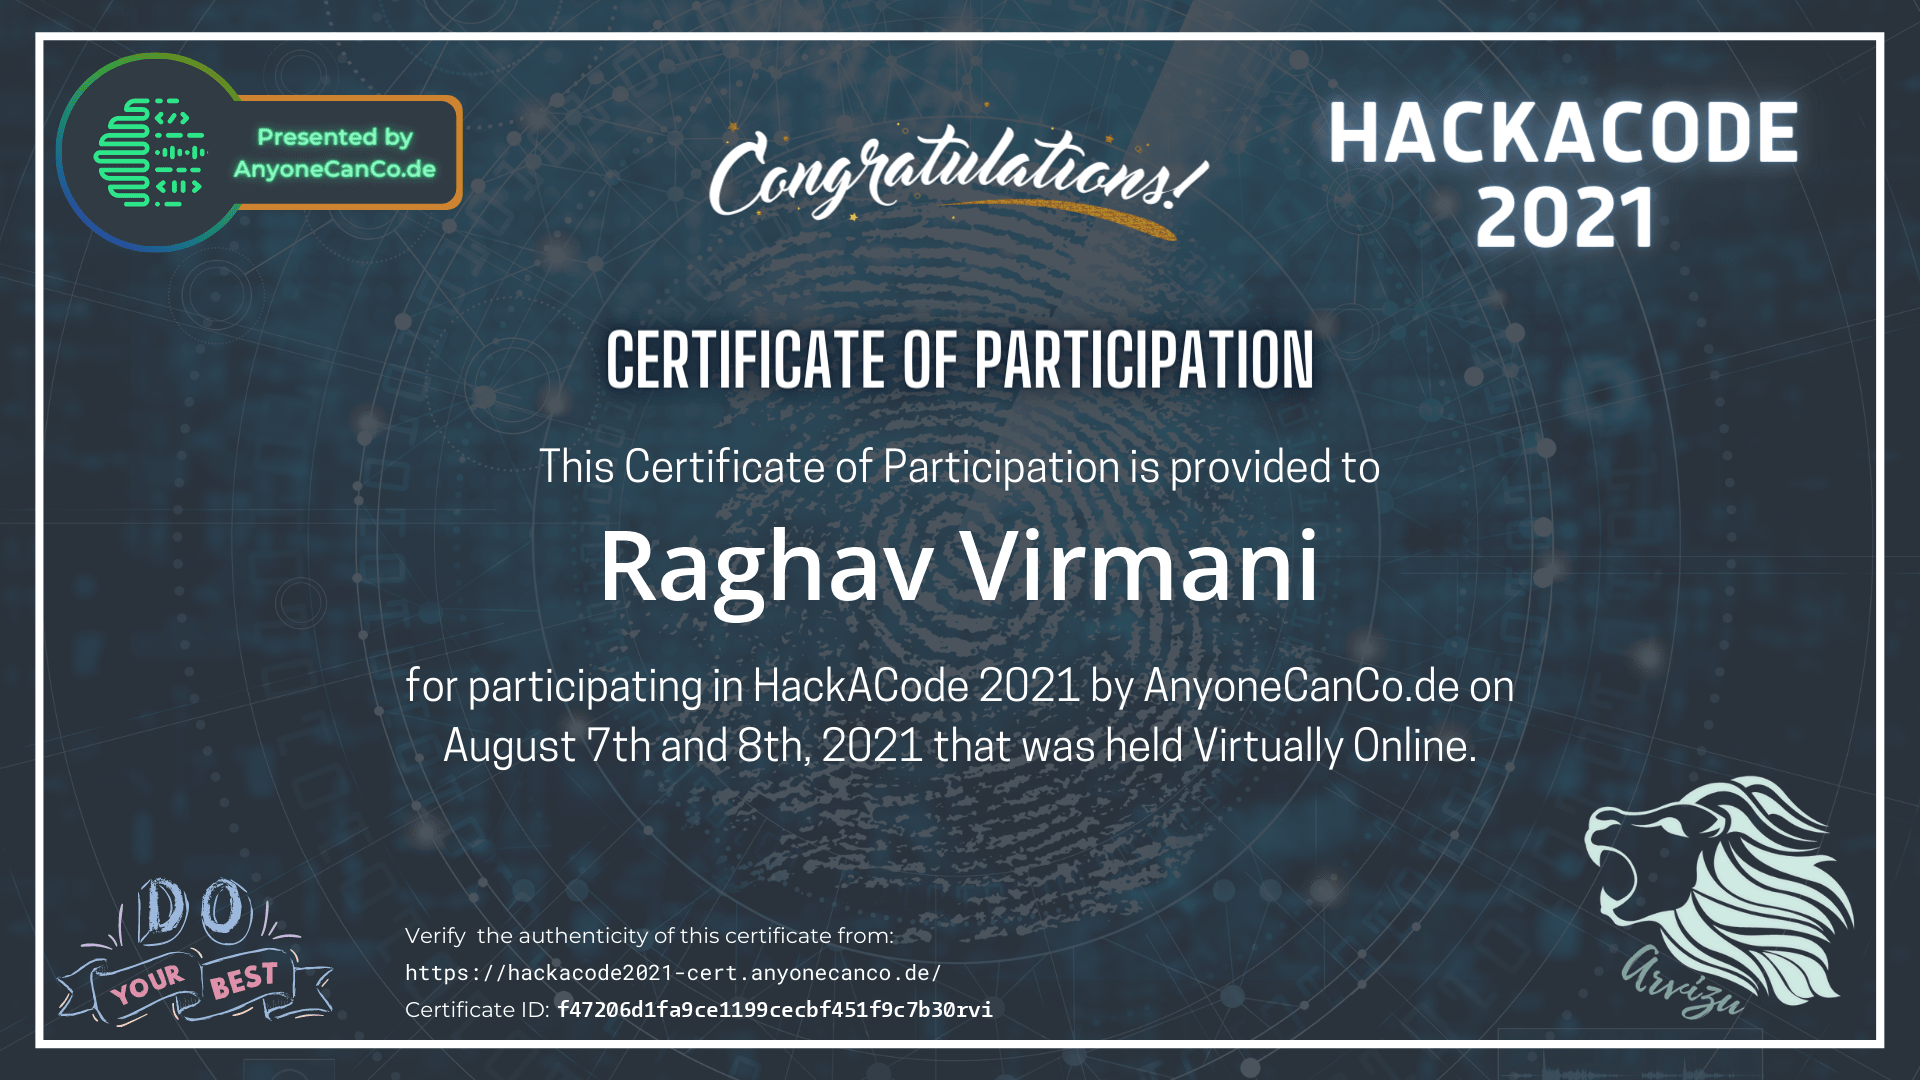 Presented by
AnyoneCanCo.de
Congratulations!
HACKACODE
2021
CERTIFICATE OF PARTICIPATION
This Certificate of Participation is provided to
Raghav Virmani
for participating in HackACode 2021 by AnyoneCanCo.de on
August 7th and 8th, 2021 that was held Virtually Online.
DO
YOUR BEST
Verify the authenticity of this certificate from:
https://hackacode2021-cert.anyonecanco.de/
Certificate ID: f47206d1fa9ce1199cecbf451f9c7b30rvi
Arvizu